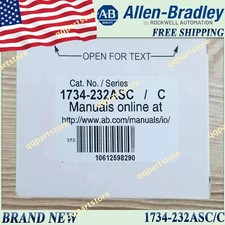 AB Allen-Bradley
ROCKWELL AUTOMATION
FREE SHIPPING
OPEN FOR TEXT
Cat. No. / Series
1734-232ASC / C
Manuals online at
http://www.ab.com/manuals/io/
U.P.C.
10612598290
BRAND NEW
1734-232ASC/C